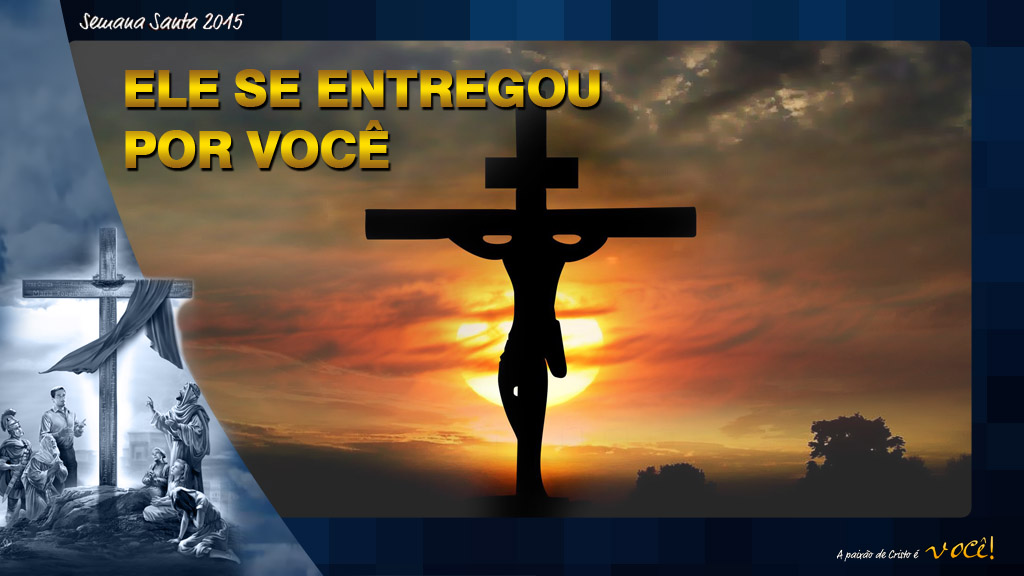 Semana Santa 2015
ELE SE ENTREGOU
POR VOCÊ
A paixão de Cristo é você!